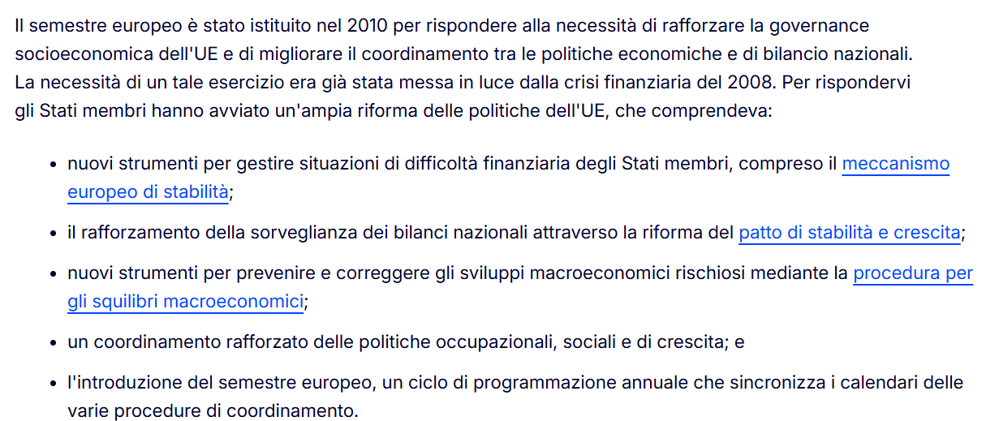 Il semestre europeo è stato istituito nel 2010 per rispondere alla necessità di rafforzare la governance
socioeconomica dell'UE e di migliorare il coordinamento tra le politiche economiche e di bilancio nazionali.
La necessità di un tale esercizio era già stata messa in luce dalla crisi finanziaria del 2008. Per rispondervi
gli Stati membri hanno avviato un'ampia riforma delle politiche dell'UE, che comprendeva:
• nuovi strumenti per gestire situazioni di difficoltà finanziaria degli Stati membri, compreso il meccanismo
europeo di stabilità;
• il rafforzamento della sorveglianza dei bilanci nazionali attraverso la riforma del patto di stabilità e crescita;
• nuovi strumenti per prevenire e correggere gli sviluppi macroeconomici rischiosi mediante la procedura per
gli squilibri macroeconomici;
• un coordinamento rafforzato delle politiche occupazionali, sociali e di crescita; e
• l'introduzione del semestre europeo, un ciclo di programmazione annuale che sincronizza i calendari delle
varie procedure di coordinamento.